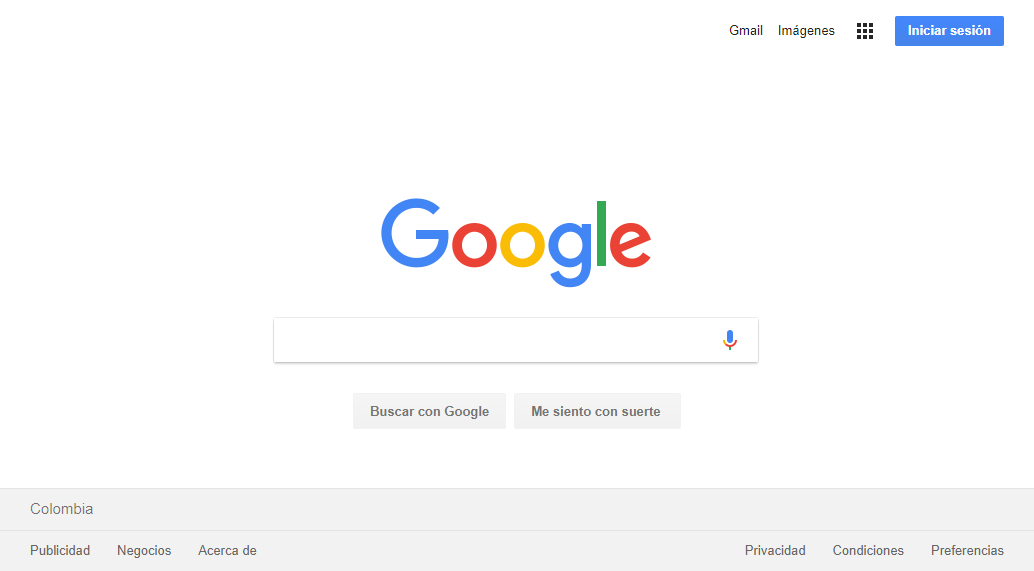 Gmail Imágenes Iniciar sesión
Google
Buscar con Google Me siento con suerte
Colombia
Publicidad Negocios Acerca de Privacidad Condiciones Preferencias